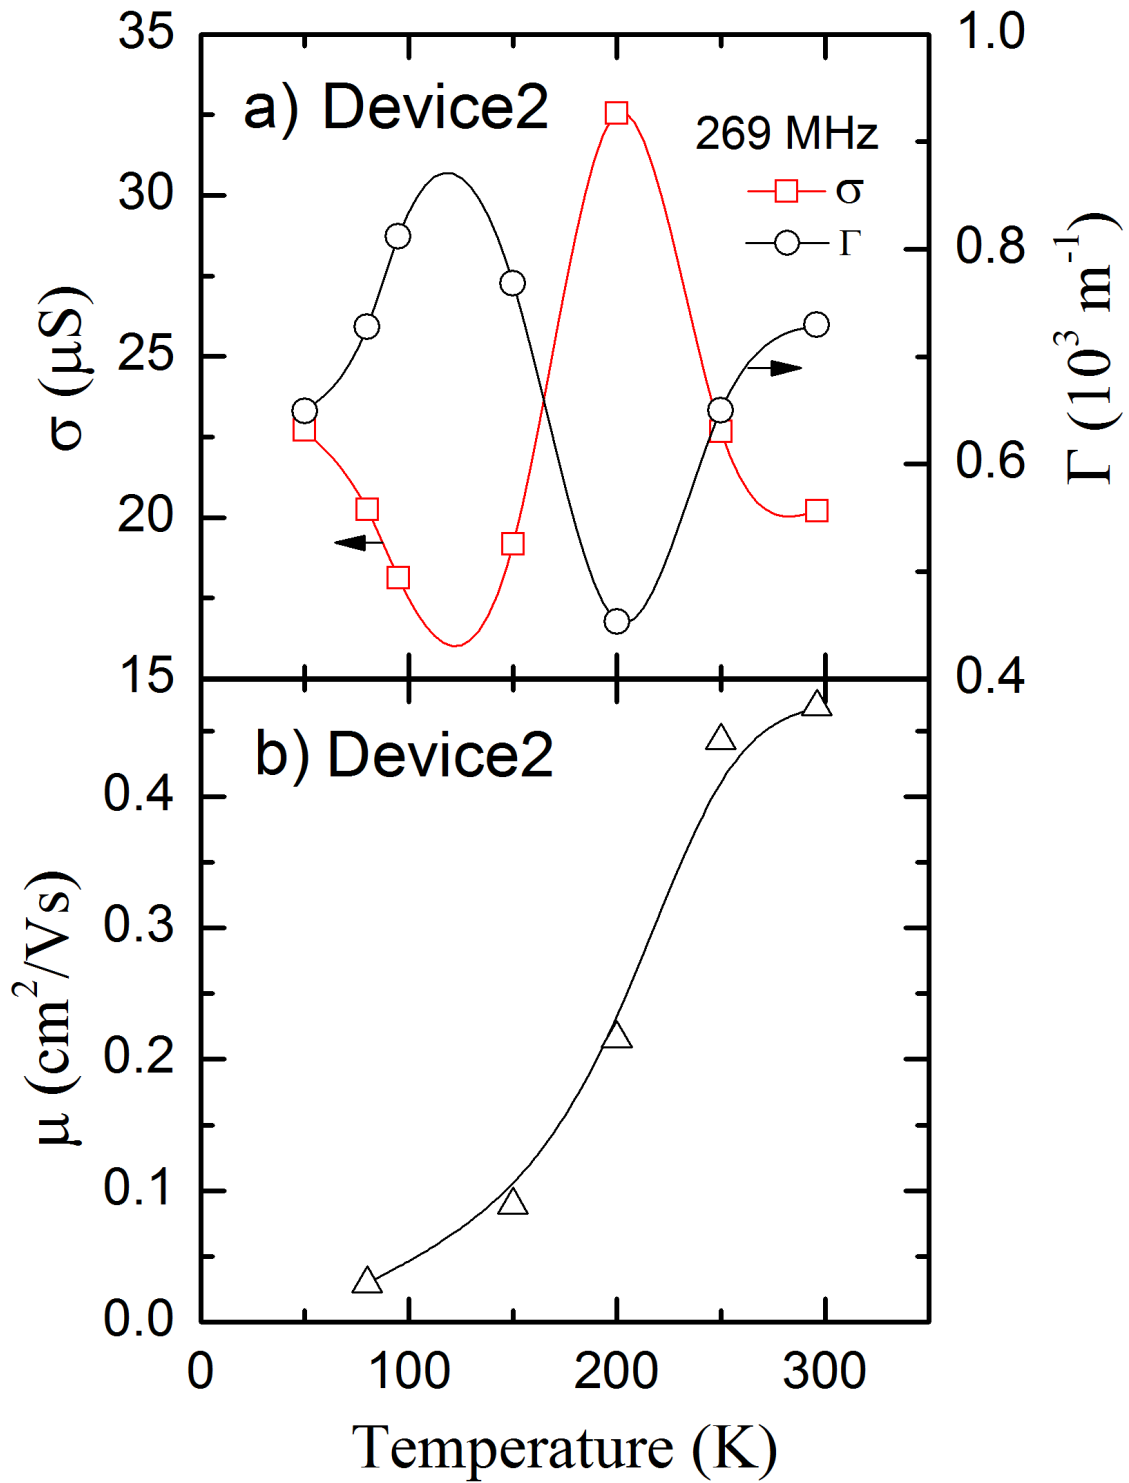 35
30
25
20
15
σ (μS)
a) Device2
269 MHz
σ
Γ
1.0
0.8
0.6
0.4
Γ (10³ m⁻¹)
b) Device2
0.4
0.3
0.2
0.1
0.0
μ (cm²/Vs)
0 100 200 300
Temperature (K)